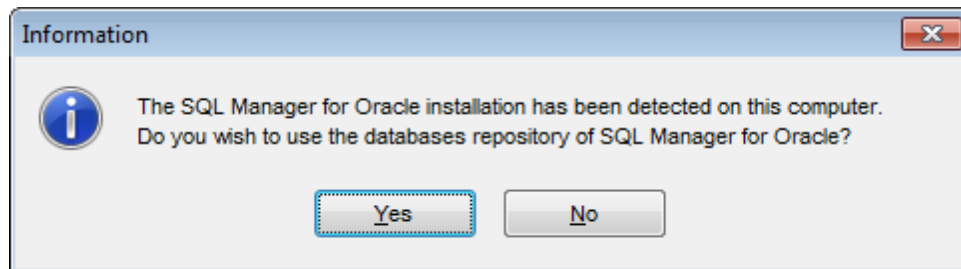 Information
The SQL Manager for Oracle installation has been detected on this computer.
Do you wish to use the databases repository of SQL Manager for Oracle?
Yes
No